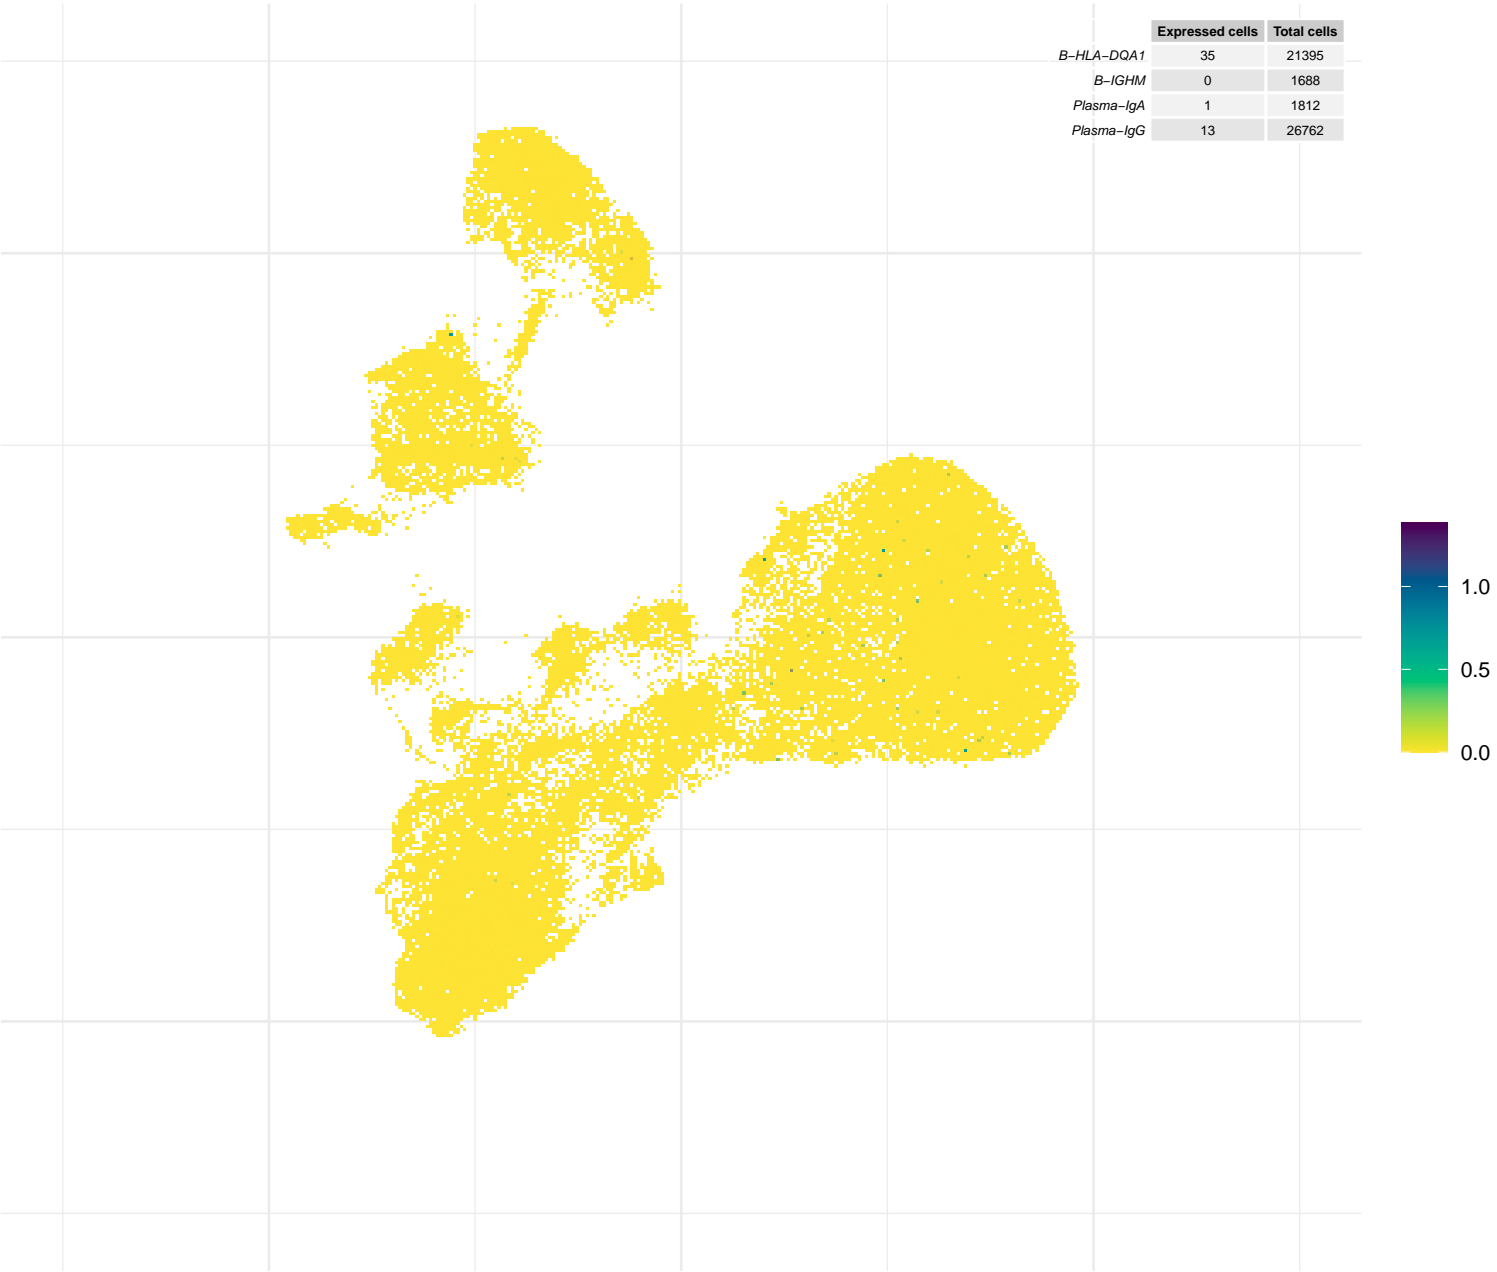 Expressed cells Total cells
B−HLA−DQA1 35 21395
B−IGHM 0 1688
Plasma−IgA 1 1812
Plasma−IgG 13 26762
1.0
0.5
0.0